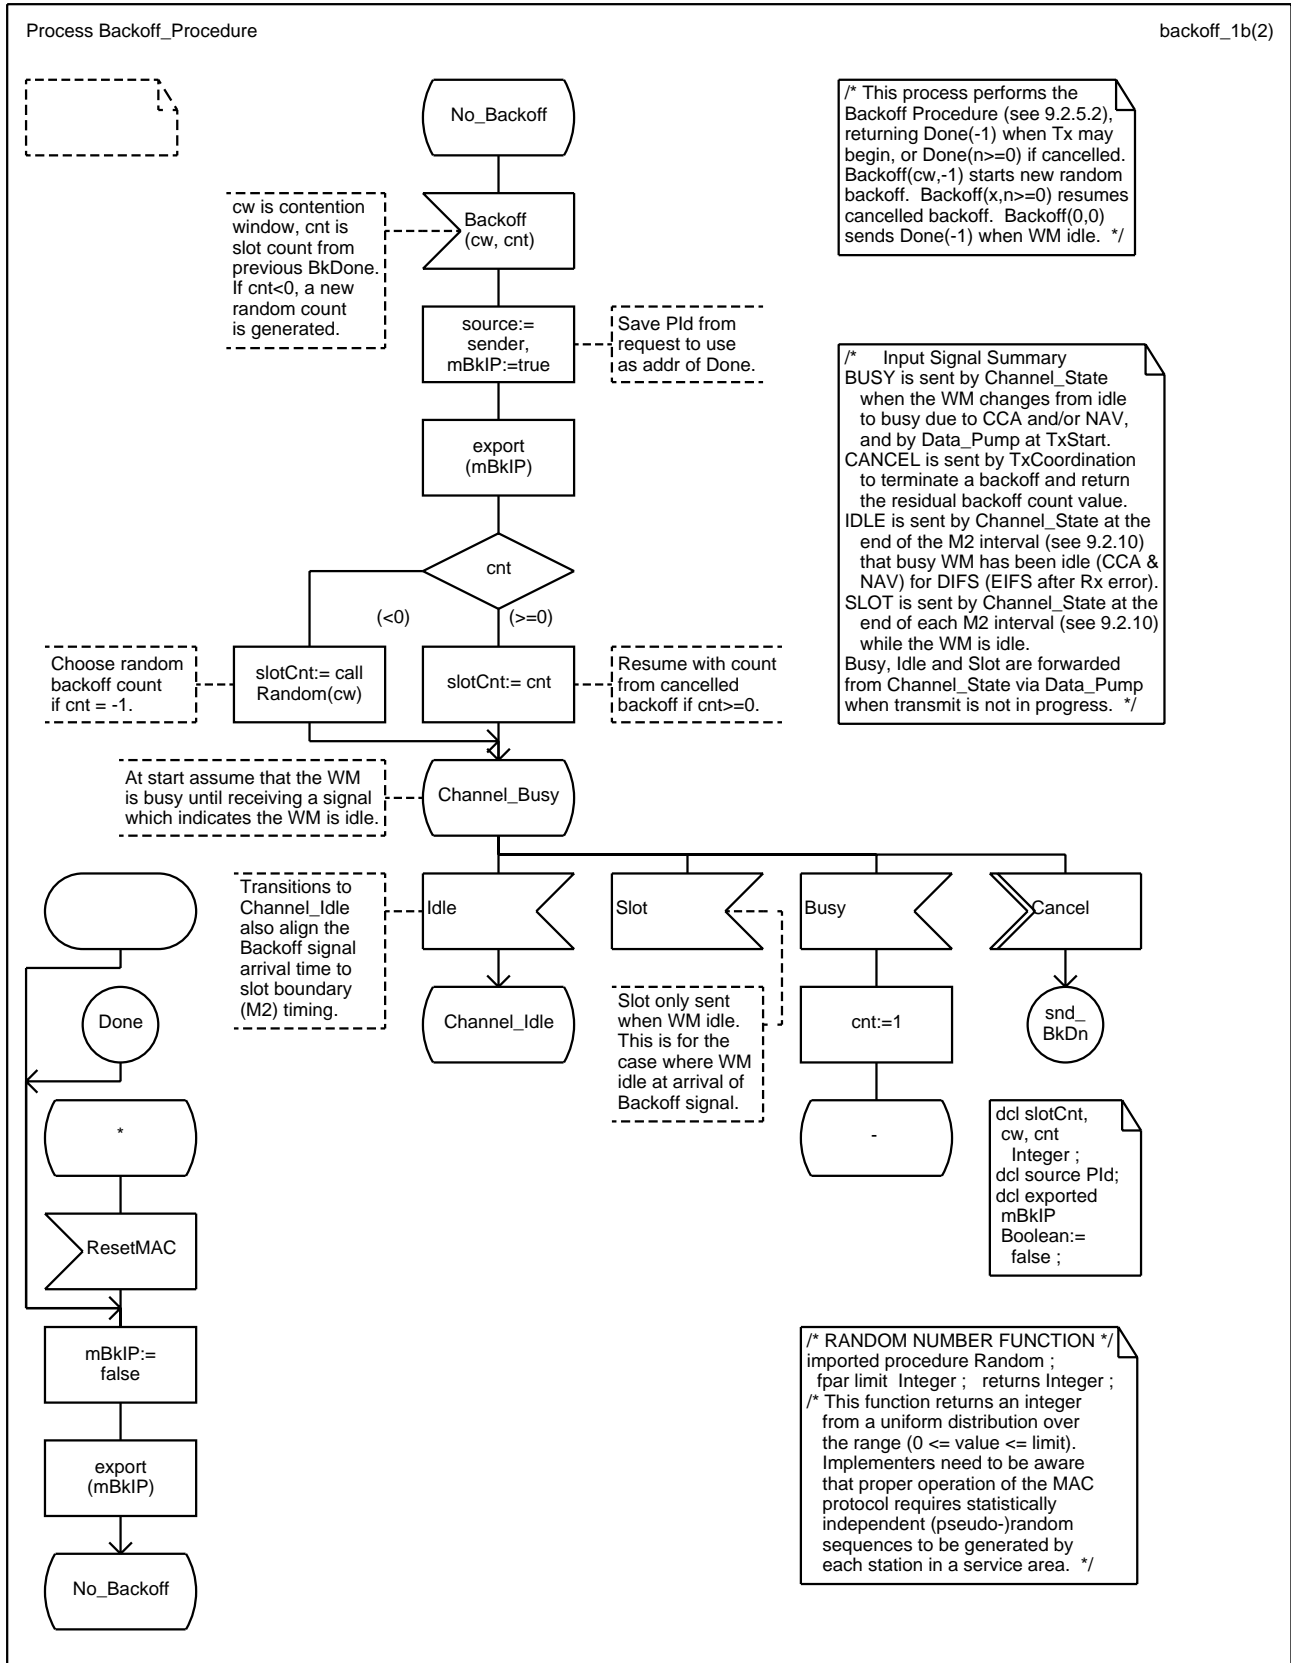 Process Backoff_Procedure
backoff_1b(2)
No_Backoff
/* This process performs the
Backoff Procedure (see 9.2.5.2),
returning Done(-1) when Tx may
begin, or Done(n>=0) if cancelled.
Backoff(cw,-1) starts new random
backoff.  Backoff(x,n>=0) resumes
cancelled backoff.  Backoff(0,0)
sends Done(-1) when WM idle.  */
cw is contention
window, cnt is
slot count from
previous BkDone.
If cnt<0, a new
random count
is generated.
Backoff
(cw, cnt)
source:=
sender,
mBkIP:=true
Save PId from
request to use
as addr of Done.
/*     Input Signal Summary
BUSY is sent by Channel_State
when the WM changes from idle
to busy due to CCA and/or NAV,
and by Data_Pump at TxStart.
CANCEL is sent by TxCoordination
to terminate a backoff and return
the residual backoff count value.
IDLE is sent by Channel_State at the
end of the M2 interval (see 9.2.10)
that busy WM has been idle (CCA &
NAV) for DIFS (EIFS after Rx error).
SLOT is sent by Channel_State at the
end of each M2 interval (see 9.2.10)
while the WM is idle.
Busy, Idle and Slot are forwarded
from Channel_State via Data_Pump
when transmit is not in progress.  */
export
(mBkIP)
cnt
(<0)
(>=0)
Choose random
backoff count
if cnt = -1.
slotCnt:= call
Random(cw)
slotCnt:= cnt
Resume with count
from cancelled
backoff if cnt>=0.
At start assume that the WM
is busy until receiving a signal
which indicates the WM is idle.
Channel_Busy
Transitions to
Channel_Idle
also align the
Backoff signal
arrival time to
slot boundary
(M2) timing.
Idle
Slot
Busy
Cancel
Channel_Idle
Slot only sent
when WM idle.
This is for the
case where WM
idle at arrival of
Backoff signal.
cnt:=1
snd_
BkDn
-
dcl slotCnt,
cw, cnt
Integer ;
dcl source PId;
dcl exported
mBkIP
Boolean:=
false ;
Done
*
ResetMAC
mBkIP:=
false
export
(mBkIP)
No_Backoff
/* RANDOM NUMBER FUNCTION */
imported procedure Random ;
fpar limit  Integer ;   returns Integer ;
/* This function returns an integer
from a uniform distribution over
the range (0 <= value <= limit).
Implementers need to be aware
that proper operation of the MAC
protocol requires statistically
independent (pseudo-)random
sequences to be generated by
each station in a service area.  */